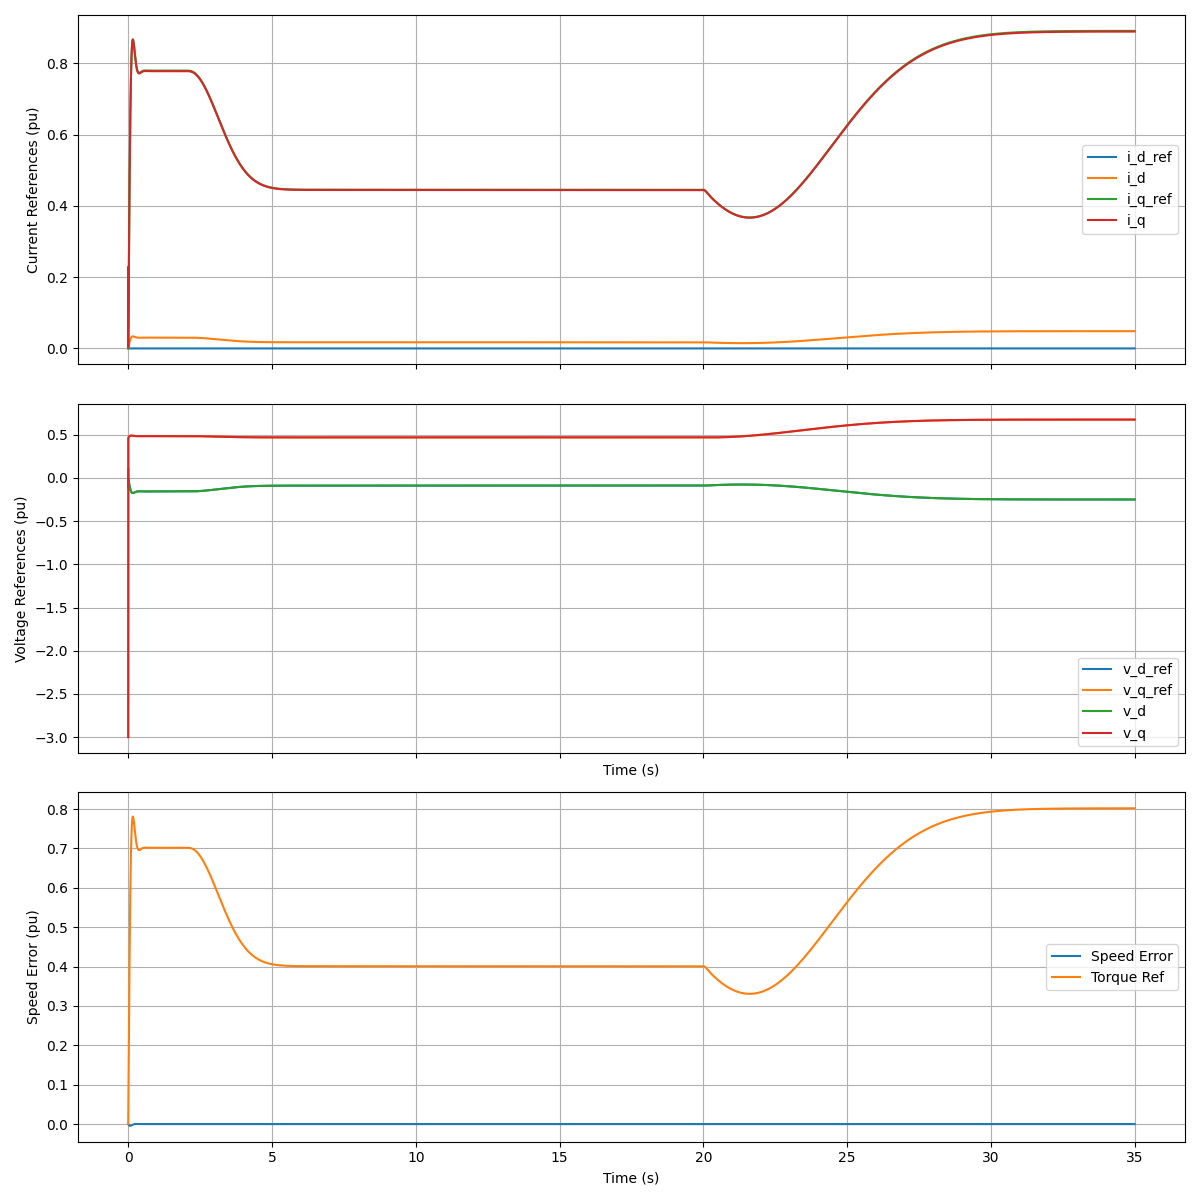 Current References (pu)
0.8
0.6
0.4
0.2
0.0
i_d_ref
i_d
i_q_ref
i_q
Voltage References (pu)
0.5
0.0
−0.5
−1.0
−1.5
−2.0
−2.5
−3.0
v_d_ref
v_q_ref
v_d
v_q
Time (s)
Speed Error (pu)
0.8
0.7
0.6
0.5
0.4
0.3
0.2
0.1
0.0
Speed Error
Torque Ref
0 5 10 15 20 25 30 35
Time (s)